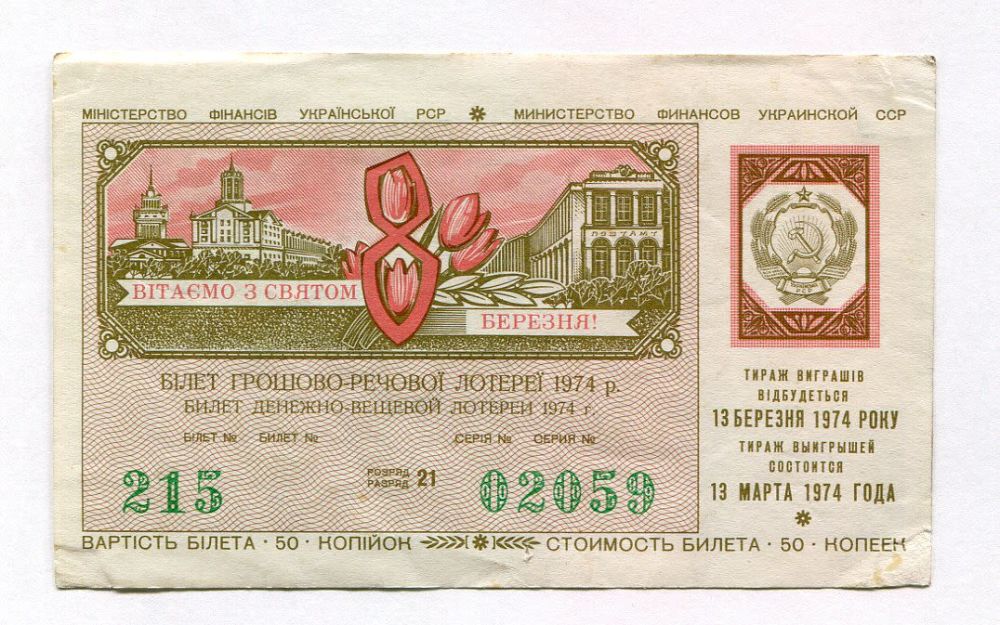 МІНІСТЕРСТВО ФІНАНСІВ УКРАЇНСЬКОЇ РСР МИНИСТЕРСТВО ФИНАНСОВ УКРАИНСКОЙ ССР
ПОШТАМТ
8
ВІТАЄМО З СВЯТОМ
БЕРЕЗНЯ!
БІЛЕТ ГРОШОВО-РЕЧОВОЇ ЛОТЕРЕЇ 1974 р.
БИЛЕТ ДЕНЕЖНО-ВЕЩЕВОЙ ЛОТЕРЕИ 1974 г.
БІЛЕТ № БИЛЕТ № СЕРІЯ № СЕРИЯ №
215 РОЗРЯД РАЗРЯД 21 02059
ТИРАЖ ВИГРАШІВ
ВІДБУДЕТЬСЯ
13 БЕРЕЗНЯ 1974 РОКУ
ТИРАЖ ВЫИГРЫШЕЙ
СОСТОИТСЯ
13 МАРТА 1974 ГОДА
ВАРТІСТЬ БІЛЕТА · 50 · КОПІЙОК СТОИМОСТЬ БИЛЕТА · 50 · КОПЕЕК